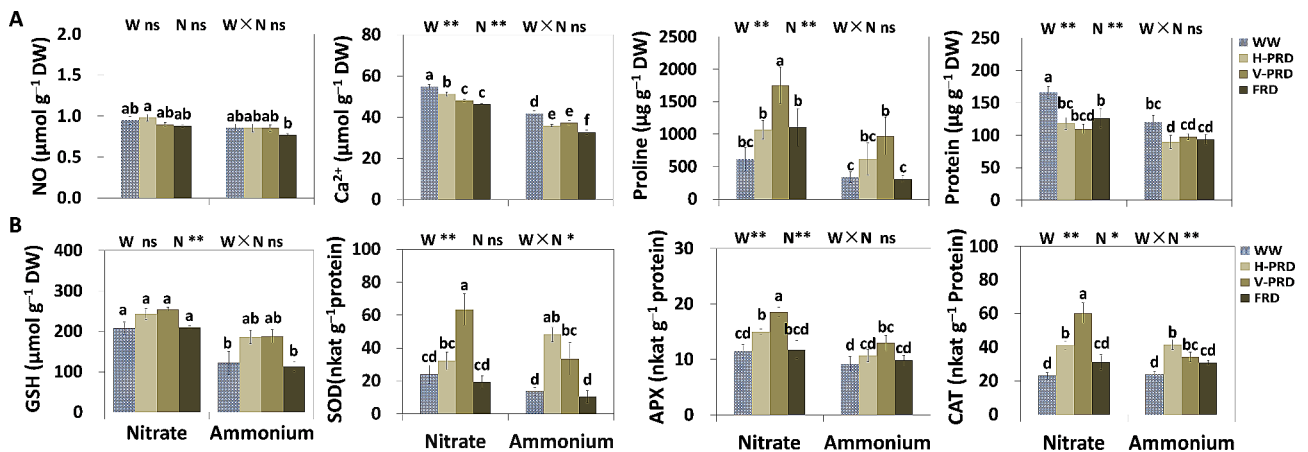 A
W ns N ns W×N ns
NO (µmol g⁻¹ DW)
2.0
1.5
1.0
0.5
0.0
ab a ab ab
ab ab ab b
W ** N ** W×N ns
Ca²⁺ (µmol g⁻¹ DW)
80
60
40
20
0
a b c c
d e e f
W ** N ** W×N ns
Proline (µg g⁻¹ DW)
2500
2000
1500
1000
500
0
bc b a b
c bc b c
W ** N ** W×N ns
Protein (µg g⁻¹ DW)
250
200
150
100
50
0
a bc bcd b
bc d cd cd
WW
H-PRD
V-PRD
FRD
B
W ns N ** W×N ns
GSH (µmol g⁻¹ DW)
400
300
200
100
0
a a a a
b ab ab b
Nitrate Ammonium
W ** N ns W×N *
SOD(nkat g⁻¹protein)
100
80
60
40
20
0
cd cd a cd
d ab bc d
Nitrate Ammonium
W** N** W×N ns
APX (nkat g⁻¹ protein)
30
20
10
0
cd b a bcd
d cd bc cd
Nitrate Ammonium
W ** N * W×N **
CAT (nkat g⁻¹ Protein)
100
80
60
40
20
0
d b a cd
d b bc cd
Nitrate Ammonium
WW
H-PRD
V-PRD
FRD